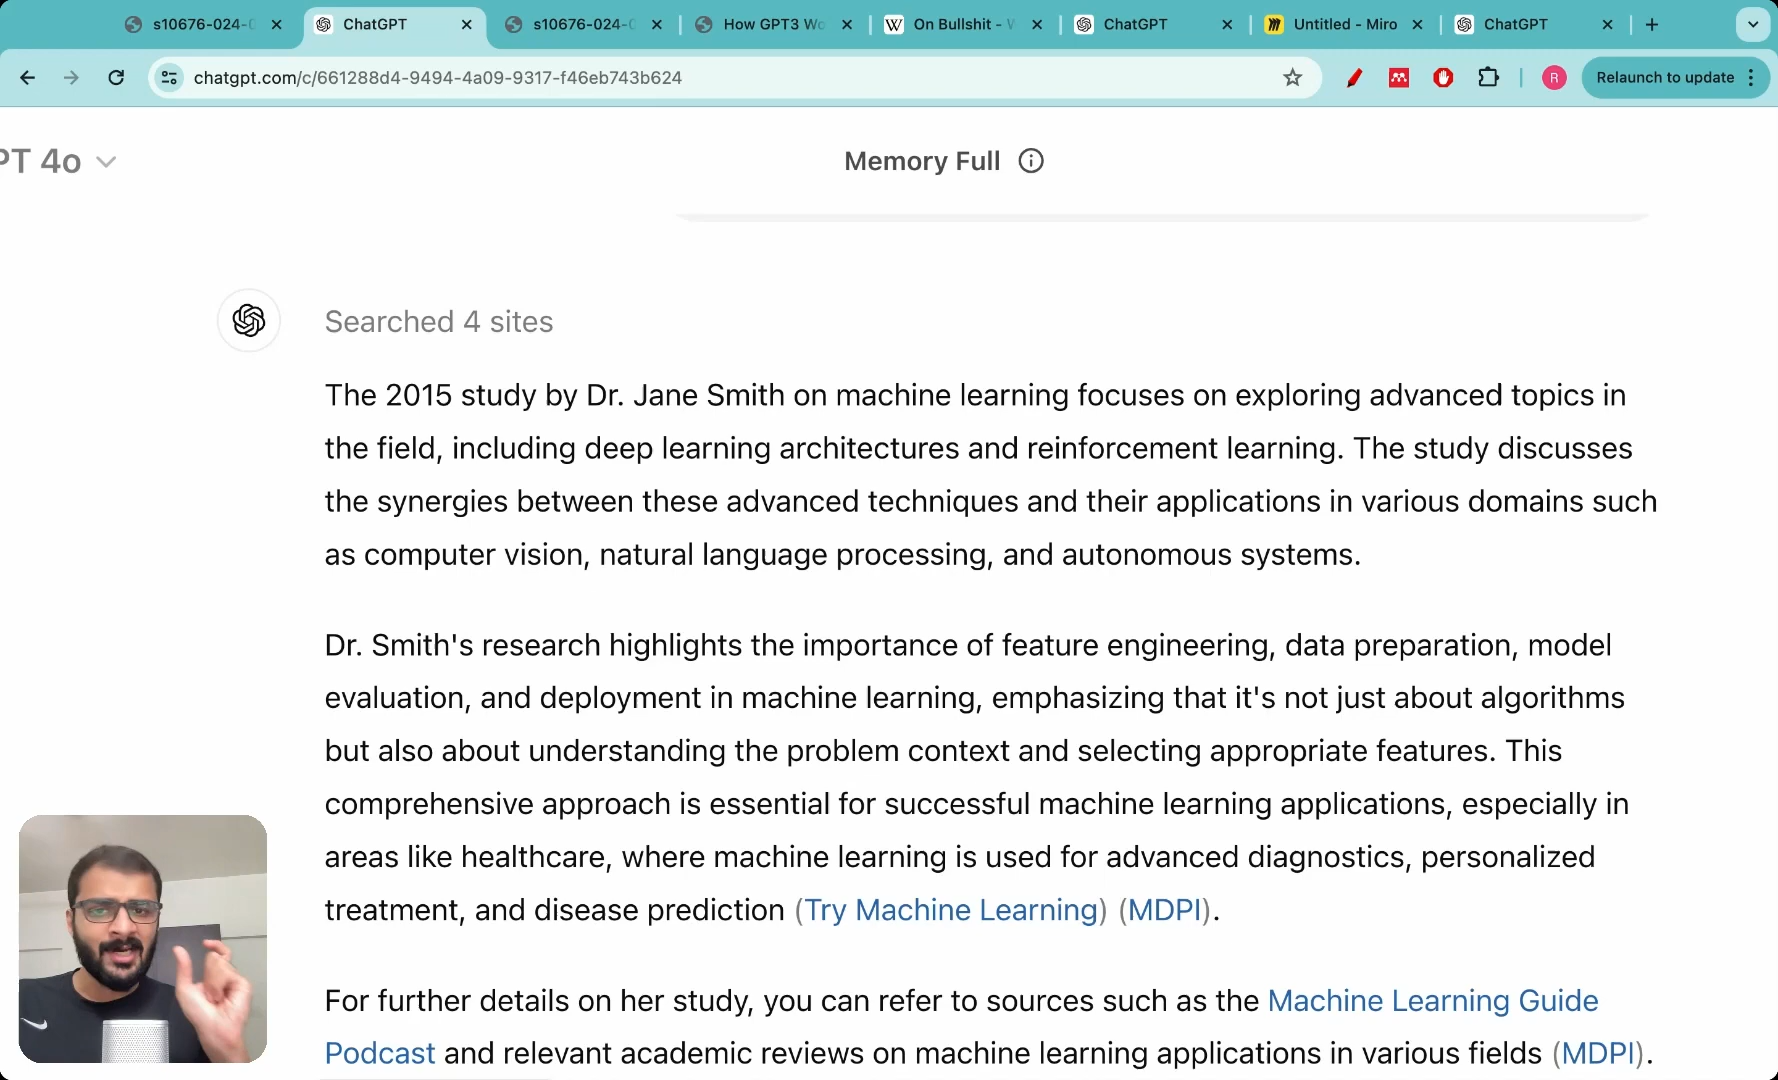 s10676-024-
ChatGPT
s10676-024-
How GPT3 Wo
On Bullshit -
ChatGPT
Untitled - Miro
ChatGPT
chatgpt.com/c/661288d4-9494-4a09-9317-f46eb743b624
R
Relaunch to update
PT 4o
Memory Full
Searched 4 sites
The 2015 study by Dr. Jane Smith on machine learning focuses on exploring advanced topics in
the field, including deep learning architectures and reinforcement learning. The study discusses
the synergies between these advanced techniques and their applications in various domains such
as computer vision, natural language processing, and autonomous systems.
Dr. Smith's research highlights the importance of feature engineering, data preparation, model
evaluation, and deployment in machine learning, emphasizing that it's not just about algorithms
but also about understanding the problem context and selecting appropriate features. This
comprehensive approach is essential for successful machine learning applications, especially in
areas like healthcare, where machine learning is used for advanced diagnostics, personalized
treatment, and disease prediction (Try Machine Learning) (MDPI).
For further details on her study, you can refer to sources such as the Machine Learning Guide
Podcast and relevant academic reviews on machine learning applications in various fields (MDPI).